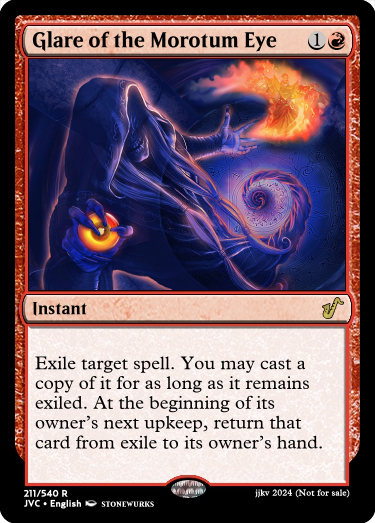 Glare of the Morotum Eye 1
Instant
Exile target spell. You may cast a
copy of it for as long as it remains
exiled. At the beginning of its
owner's next upkeep, return that
card from exile to its owner's hand.
211/540 R
JVC • English STONEWORKS
jjkv 2024 (Not for sale)